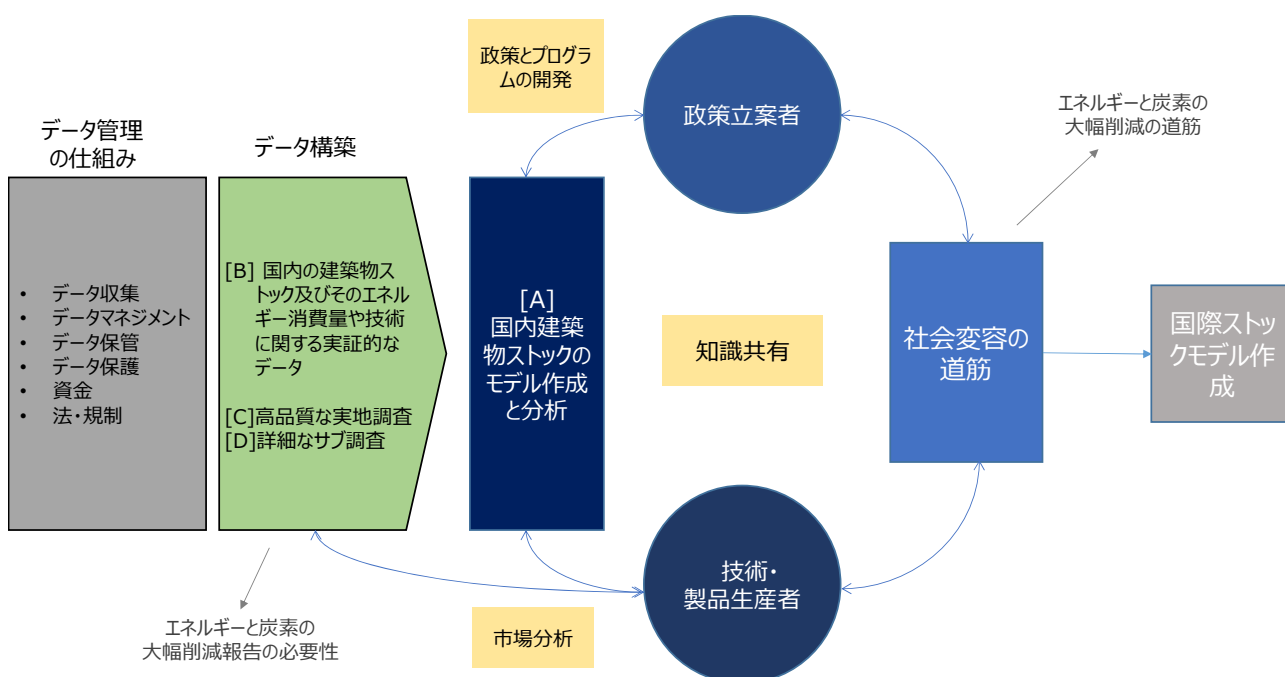 データ管理
の仕組み
• データ収集
• データマネジメント
• データ保管
• データ保護
• 資金
• 法・規制
データ構築
[B] 国内の建築物ス
トック及びそのエネル
ギー消費量や技術
に関する実証的な
データ
[C]高品質な実地調査
[D]詳細なサブ調査
エネルギーと炭素の
大幅削減報告の必要性
政策とプログラ
ムの開発
[A]
国内建築
物ストックの
モデル作成
と分析
市場分析
政策立案者
知識共有
技術・
製品生産者
エネルギーと炭素の
大幅削減の道筋
社会変容の
道筋
国際ストッ
クモデル作
成